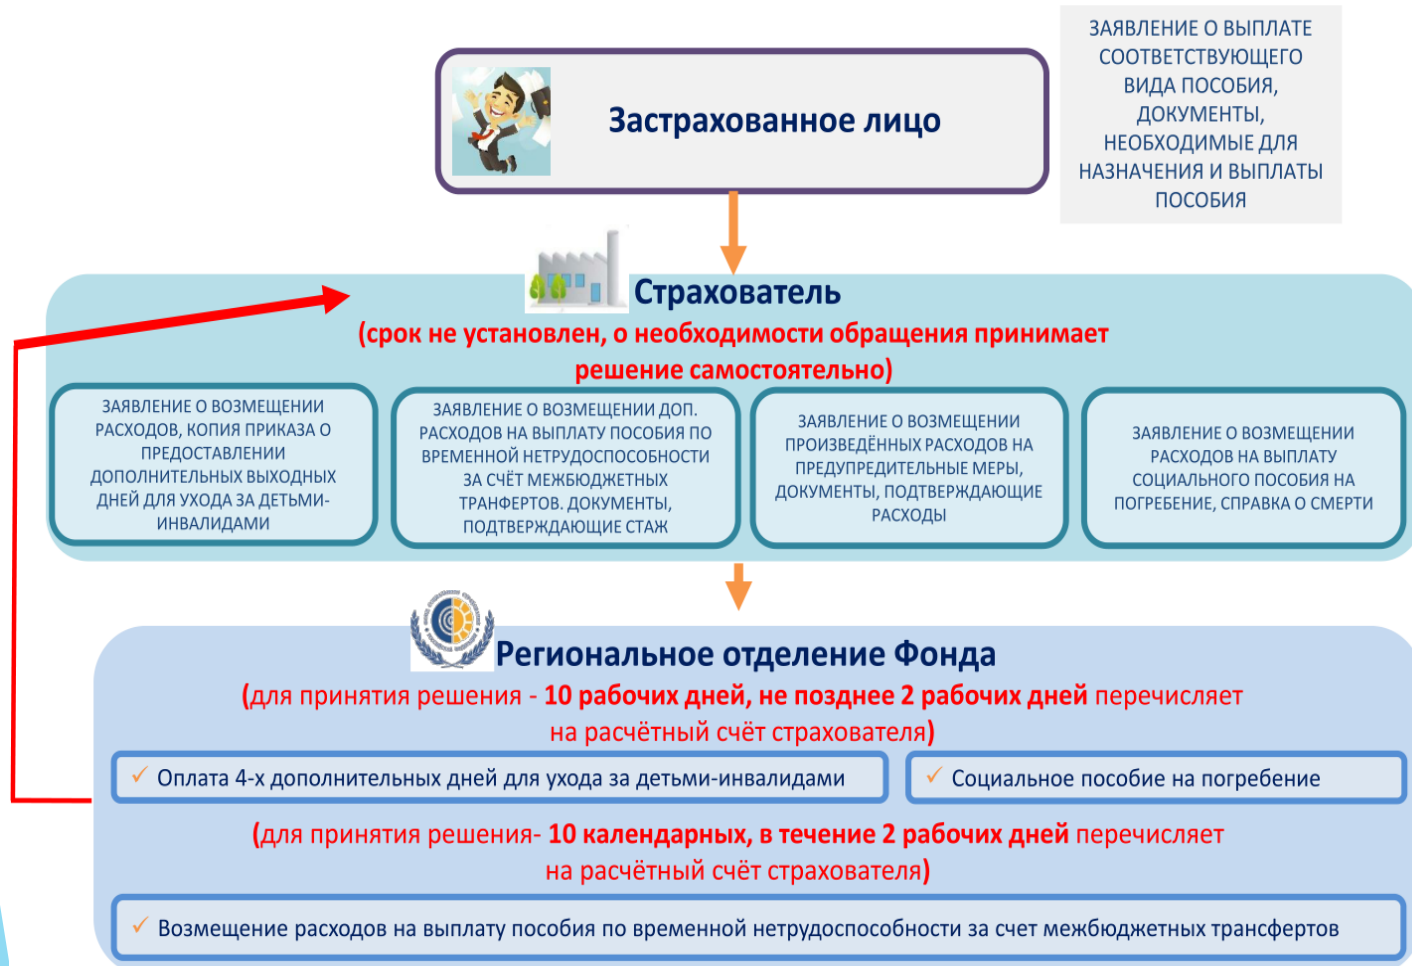 ЗАЯВЛЕНИЕ О ВЫПЛАТЕ
СООТВЕТСТВУЮЩЕГО
ВИДА ПОСОБИЯ,
ДОКУМЕНТЫ,
НЕОБХОДИМЫЕ ДЛЯ
НАЗНАЧЕНИЯ И ВЫПЛАТЫ
ПОСОБИЯ
Застрахованное лицо
Страхователь
(срок не установлен, о необходимости обращения принимает
решение самостоятельно)
ЗАЯВЛЕНИЕ О ВОЗМЕЩЕНИИ
РАСХОДОВ, КОПИЯ ПРИКАЗА О
ПРЕДОСТАВЛЕНИИ
ДОПОЛНИТЕЛЬНЫХ ВЫХОДНЫХ
ДНЕЙ ДЛЯ УХОДА ЗА ДЕТЬМИ-
ИНВАЛИДАМИ
ЗАЯВЛЕНИЕ О ВОЗМЕЩЕНИИ ДОП.
РАСХОДОВ НА ВЫПЛАТУ ПОСОБИЯ ПО
ВРЕМЕННОЙ НЕТРУДОСПОСОБНОСТИ
ЗА СЧЁТ МЕЖБЮДЖЕТНЫХ
ТРАНФЕРТОВ. ДОКУМЕНТЫ,
ПОДТВЕРЖДАЮЩИЕ СТАЖ
ЗАЯВЛЕНИЕ О ВОЗМЕЩЕНИИ
ПРОИЗВЕДЁННЫХ РАСХОДОВ НА
ПРЕДУПРЕДИТЕЛЬНЫЕ МЕРЫ,
ДОКУМЕНТЫ, ПОДТВЕРЖДАЮЩИЕ
РАСХОДЫ
ЗАЯВЛЕНИЕ О ВОЗМЕЩЕНИИ
РАСХОДОВ НА ВЫПЛАТУ
СОЦИАЛЬНОГО ПОСОБИЯ НА
ПОГРЕБЕНИЕ, СПРАВКА О СМЕРТИ
Региональное отделение Фонда
(для принятия решения - 10 рабочих дней, не позднее 2 рабочих дней перечисляет
на расчётный счёт страхователя)
Оплата 4-х дополнительных дней для ухода за детьми-инвалидами
Социальное пособие на погребение
(для принятия решения- 10 календарных, в течение 2 рабочих дней перечисляет
на расчётный счёт страхователя)
Возмещение расходов на выплату пособия по временной нетрудоспособности за счет межбюджетных трансфертов